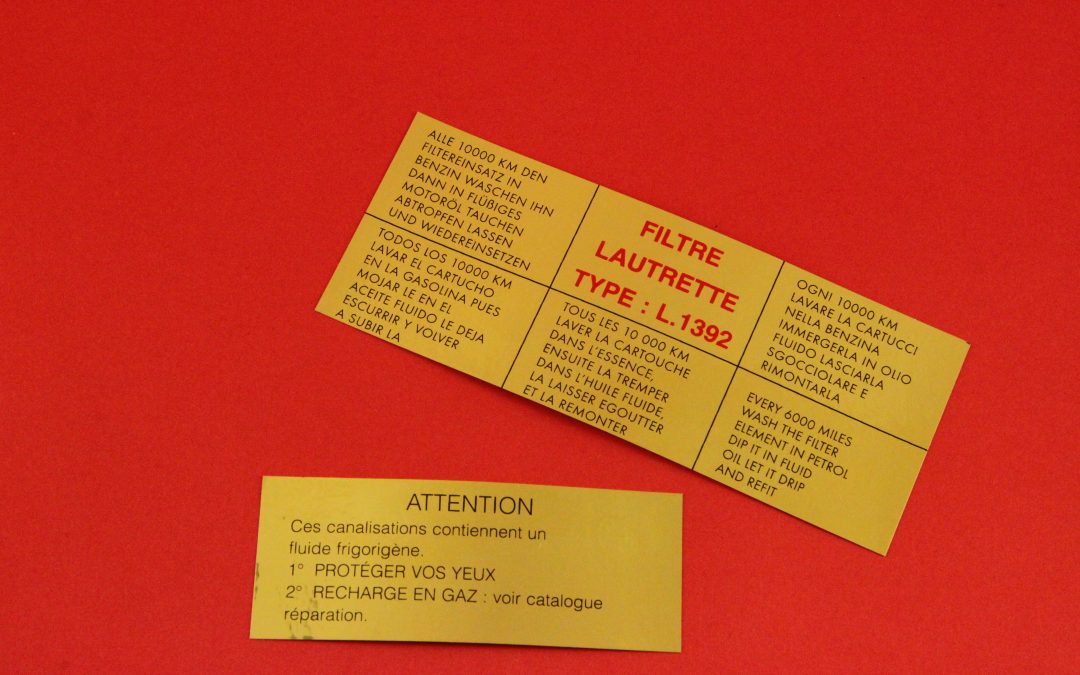 ALLE 10000 KM DEN
FILTEREINSATZ IN
BENZIN WASCHEN IHN
DANN IN FLÜßIGES
MOTORÖL TAUCHEN
ABTROPFEN LASSEN
UND WIEDEREINSETZEN
FILTRE
LAUTRETTE
TYPE : L.1392
OGNI 10000 KM
LAVARE LA CARTUCCI
NELLA BENZINA
IMMERGERLA IN OLIO
FLUIDO LASCIARLA
SGOCCIOLARE E
RIMONTARLA
TODOS LOS 10000 KM
LAVAR EL CARTUCHO
EN LA GASOLINA PUES
MOJAR LE EN EL
ACEITE FLUIDO LE DEJA
ESCURRIR Y VOLVER
A SUBIR LA
TOUS LES 10 000 KM
LAVER LA CARTOUCHE
DANS L'ESSENCE,
ENSUITE LA TREMPER
DANS L'HUILE FLUIDE,
LA LAISSER EGOUTTER
ET LA REMONTER
EVERY 6000 MILES
WASH THE FILTER
ELEMENT IN PETROL
DIP IT IN FLUID
OIL LET IT DRIP
AND REFIT
ATTENTION
Ces canalisations contiennent un
fluide frigorigène.
1° PROTÉGER VOS YEUX
2° RECHARGE EN GAZ : voir catalogue
réparation.